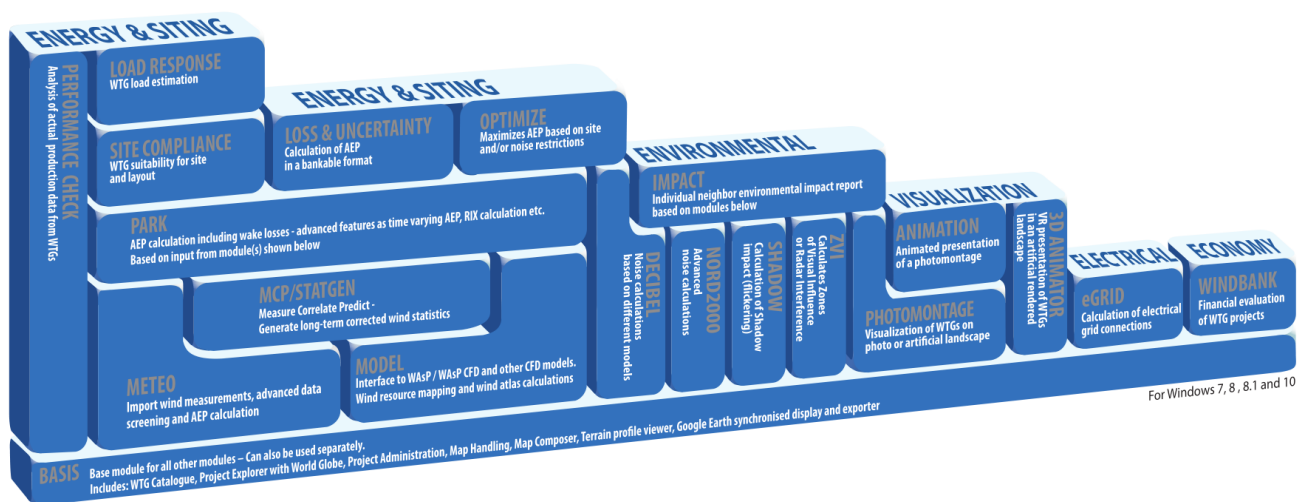 ENERGY & SITING
PERFORMANCE CHECK
Analysis of actual production data from WTGs
LOAD RESPONSE
WTG load estimation
SITE COMPLIANCE
WTG suitability for site
and layout
ENERGY & SITING
LOSS & UNCERTAINTY
Calculation of AEP
in a bankable format
OPTIMIZE
Maximizes AEP based on site
and/or noise restrictions
PARK
AEP calculation including wake losses - advanced features as time varying AEP, RIX calculation etc.
Based on input from module(s) shown below
MCP/STATGEN
Measure Correlate Predict -
Generate long-term corrected wind statistics
METEO
Import wind measurements, advanced data
screening and AEP calculation
MODEL
Interface to WAsP / WAsP CFD and other CFD models.
Wind resource mapping and wind atlas calculations
ENVIRONMENTAL
IMPACT
Individual neighbor environmental impact report
based on modules below
DECIBEL
Noise calculations
based on different models
NORD2000
Advanced
noise calculations
SHADOW
Calculation of Shadow
impact (flickering)
ZVI
Calculates Zones
of Visual Influence
or Radar Interference
VISUALIZATION
ANIMATION
Animated presentation
of a photomontage
PHOTOMONTAGE
Visualization of WTGs on
photo or artificial landscape
3D ANIMATOR
VR presentation of WTGs
in an artificial rendered
landscape
ELECTRICAL
eGRID
Calculation of electrical
grid connections
ECONOMY
WINDBANK
Financial evaluation
of WTG projects
BASIS
Base module for all other modules – Can also be used separately.
Includes: WTG Catalogue, Project Explorer with World Globe, Project Administration, Map Handling, Map Composer, Terrain profile viewer, Google Earth synchronised display and exporter
For Windows 7, 8 , 8.1 and 10